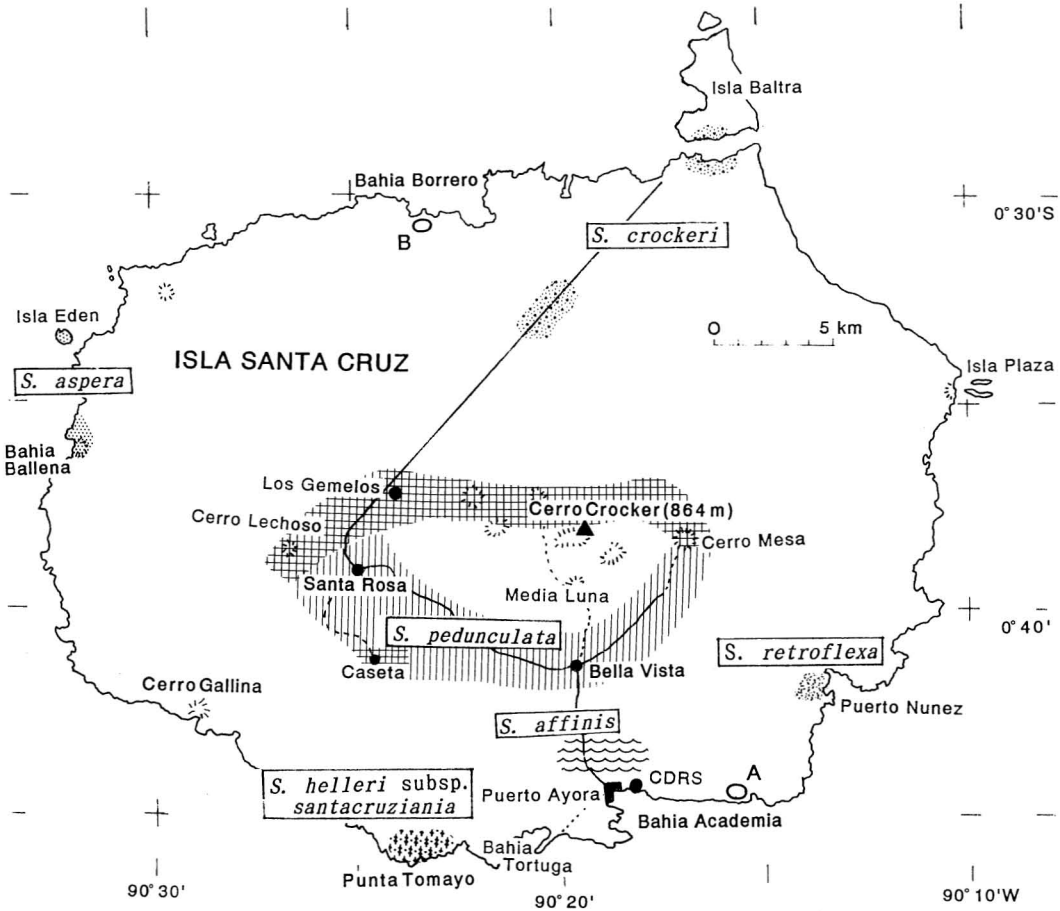 Isla Baltra
Bahia Borrero
0°30'S
B
S. crockeri
Isla Eden
O 5 km
ISLA SANTA CRUZ
Isla Plaza
S. aspera
Bahia
Ballena
Los Gemelos
Cerro Crocker (864 m)
Cerro Lechoso
Cerro Mesa
Santa Rosa
Media Luna
0°40'
S. pedunculata
S. retroflexa
Caseta
Bella Vista
Cerro Gallina
Puerto Nunez
S. affinis
S. helleri subsp.
santacruziania
CDRS
A
Puerto Ayora
Bahia Academia
Bahia
Tortuga
Punta Tomayo
90°30'
90°20'
90°10'W